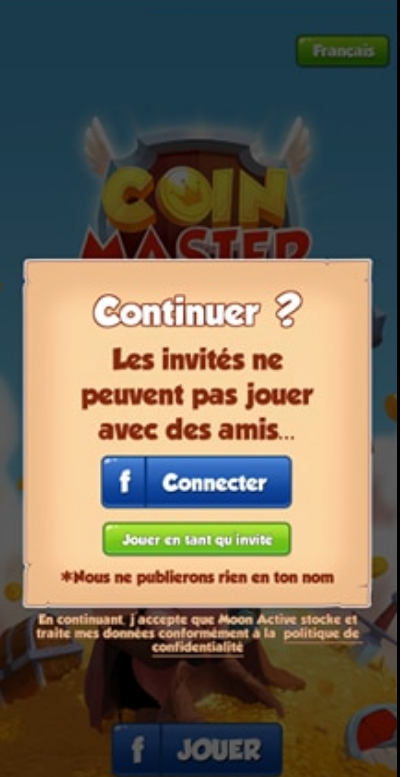 Français
COIN
MASTER
Continuer ?
Les invités ne
peuvent pas jouer
avec des amis...
f Connecter
Jouer en tant qu invite
*Nous ne publierons rien en ton nom
En continuant, j'accepte que Moon Active stocke et
traite mes données conformément à la politique de
confidentialité
f JOUER